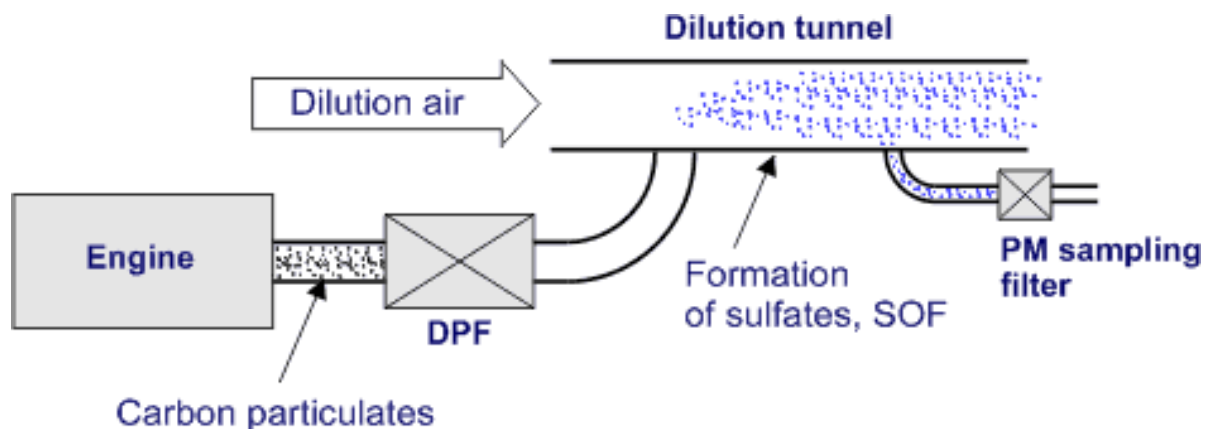 Dilution tunnel
Dilution air
Engine
DPF
PM sampling
filter
Formation
of sulfates, SOF
Carbon particulates